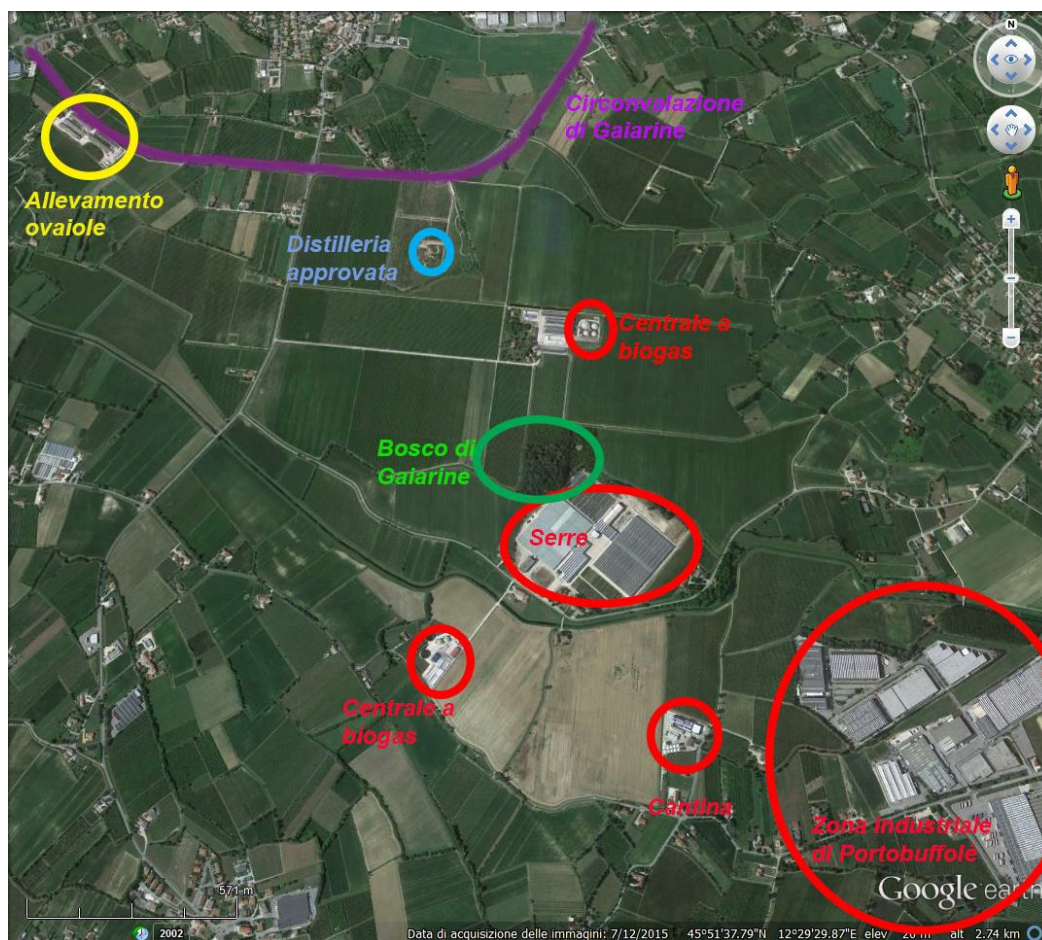 N
Circonvalazione
di Gaiarine
Allevamento
ovaiole
Distilleria
approvata
Centrale a
biogas
Bosco di
Gaiarine
Serre
Centrale a
biogas
Cantina
Zona industriale
di Portobuffolè
571 m
Google earth
2002
Data di acquisizione delle immagini: 7/12/2015 45°51'37.79"N 12°29'29.87"E elev 20 m alt 2.74 km